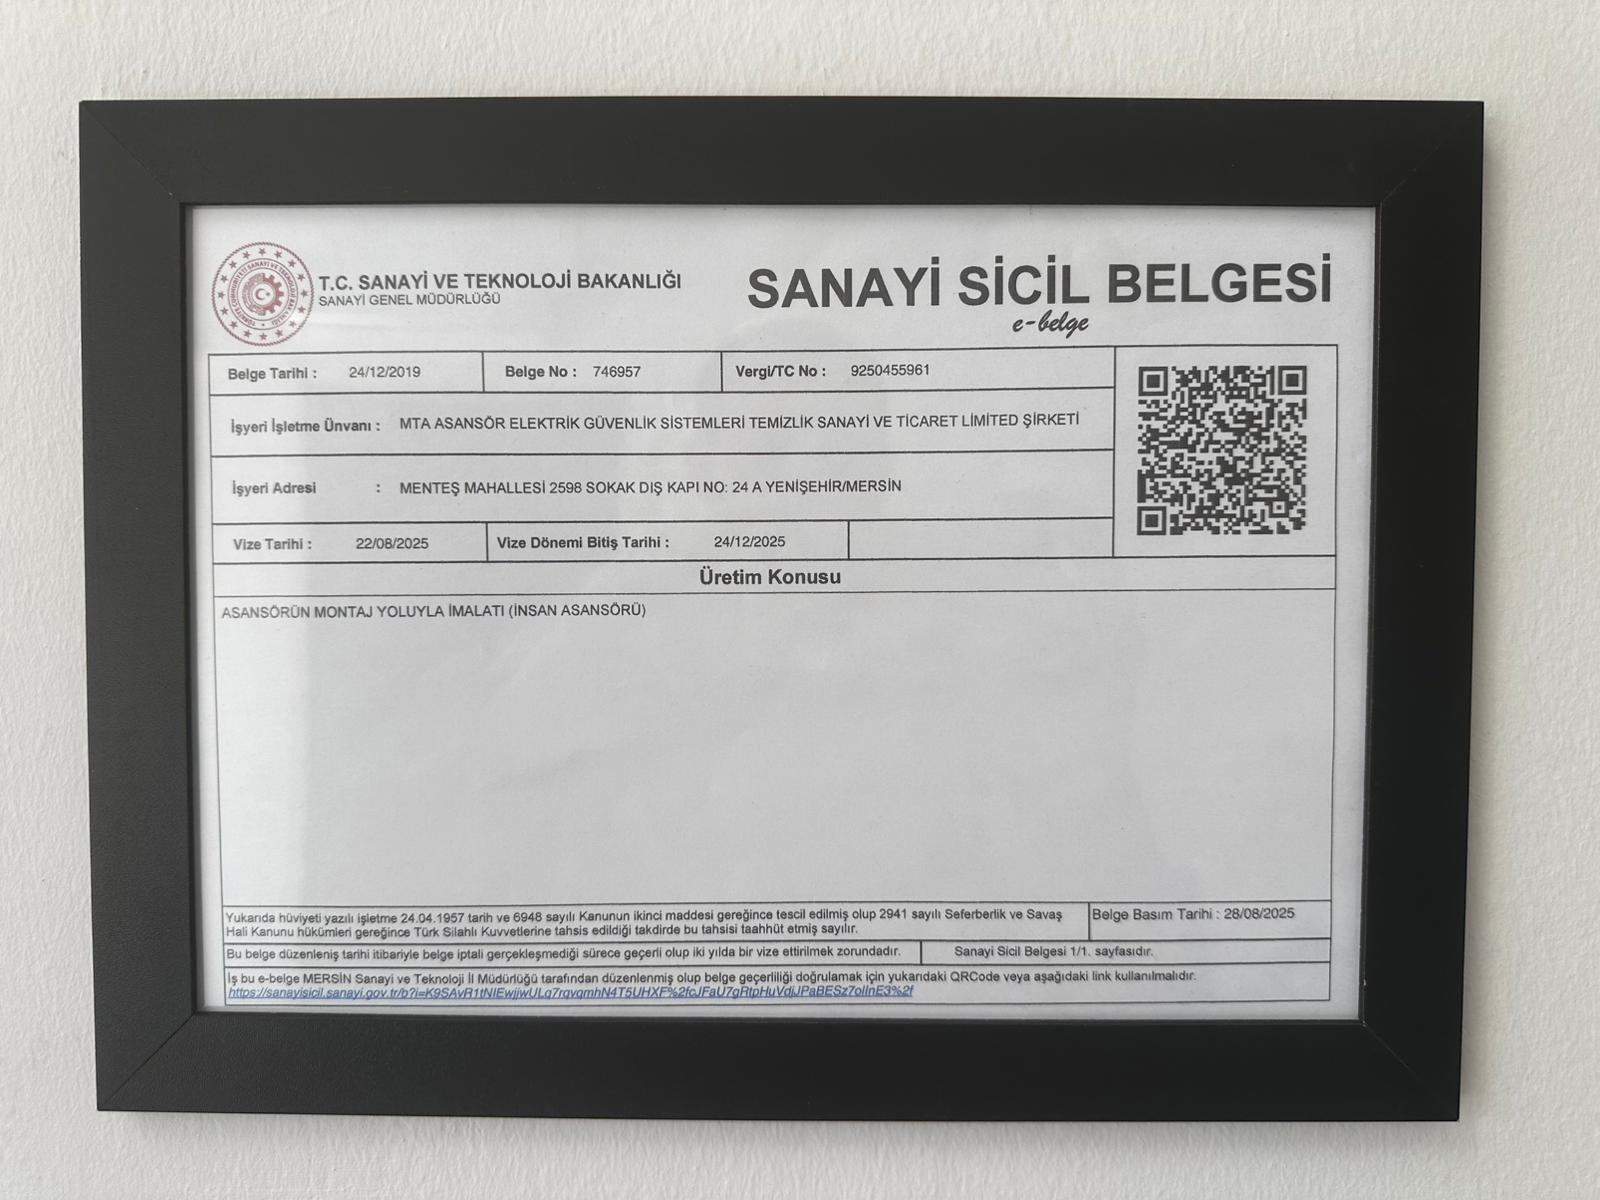 T.C. SANAYİ VE TEKNOLOJİ BAKANLIĞI
SANAYİ GENEL MÜDÜRLÜĞÜ
SANAYİ SİCİL BELGESİ
e-belge
Belge Tarihi : 24/12/2019 Belge No : 746957 Vergi/TC No : 9250455961
İşyeri İşletme Ünvanı : MTA ASANSÖR ELEKTRİK GÜVENLİK SİSTEMLERİ TEMİZLİK SANAYİ VE TİCARET LİMİTED ŞİRKETİ
İşyeri Adresi : MENTEŞ MAHALLESİ 2598 SOKAK DIŞ KAPI NO: 24 A YENİŞEHİR/MERSİN
Vize Tarihi : 22/08/2025 Vize Dönemi Bitiş Tarihi : 24/12/2025
Üretim Konusu
ASANSÖRÜN MONTAJ YOLUYLA İMALATI (İNSAN ASANSÖRÜ)
Yukarıda hüviyeti yazılı işletme 24.04.1957 tarih ve 6948 sayılı Kanunun ikinci maddesi gereğince tescil edilmiş olup 2941 sayılı Seferberlik ve Savaş
Hali Kanunu hükümleri gereğince Türk Silahlı Kuvvetlerine tahsis edildiği takdirde bu tahsisi taahhüt etmiş sayılır.
Belge Basım Tarihi : 28/08/2025
Bu belge düzenleniş tarihi itibariyle belge iptali gerçekleşmediği sürece geçerli olup iki yılda bir vize ettirilmek zorundadır. Sanayi Sicil Belgesi 1/1. sayfasıdır.
İş bu e-belge MERSİN Sanayi ve Teknoloji İl Müdürlüğü tarafından düzenlenmiş olup belge geçerliliği doğrulamak için yukarıdaki QRCode veya aşağıdaki link kullanılmalıdır.